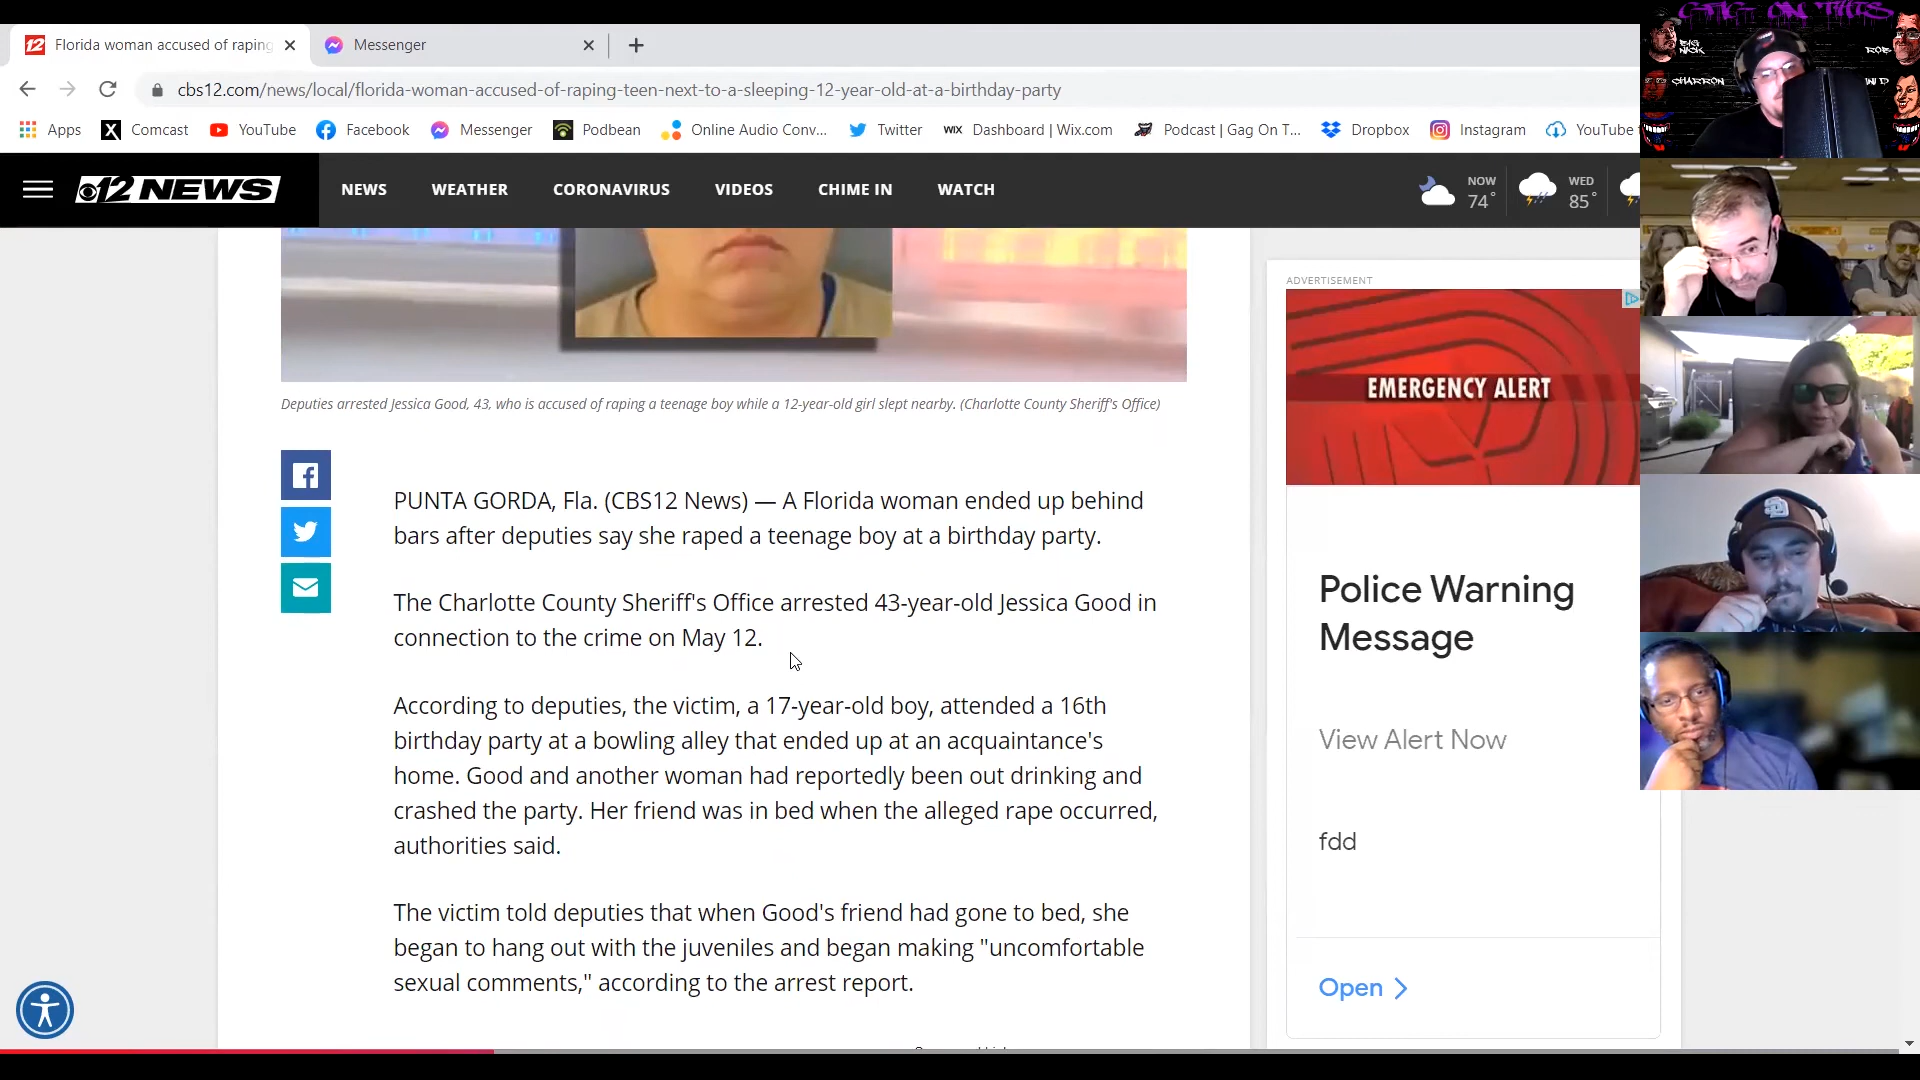 Florida woman accused of raping
Messenger
cbs12.com/news/local/florida-woman-accused-of-raping-teen-next-to-a-sleeping-12-year-old-at-a-birthday-party
Apps
Comcast
YouTube
Facebook
Messenger
Podbean
Online Audio Conv...
Twitter
WIX
Dashboard | Wix.com
Podcast | Gag On T...
Dropbox
Instagram
YouTube
GAG ON THIS
BIG NICK
ROB
CHARRON
12 NEWS
NEWS
WEATHER
CORONAVIRUS
VIDEOS
CHIME IN
WATCH
NOW
74°
WED
85°
Deputies arrested Jessica Good, 43, who is accused of raping a teenage boy while a 12-year-old girl slept nearby. (Charlotte County Sheriff's Office)
PUNTA GORDA, Fla. (CBS12 News) — A Florida woman ended up behind
bars after deputies say she raped a teenage boy at a birthday party.
The Charlotte County Sheriff's Office arrested 43-year-old Jessica Good in
connection to the crime on May 12.
According to deputies, the victim, a 17-year-old boy, attended a 16th
birthday party at a bowling alley that ended up at an acquaintance's
home. Good and another woman had reportedly been out drinking and
crashed the party. Her friend was in bed when the alleged rape occurred,
authorities said.
The victim told deputies that when Good's friend had gone to bed, she
began to hang out with the juveniles and began making "uncomfortable
sexual comments," according to the arrest report.
ADVERTISEMENT
EMERGENCY ALERT
Police Warning
Message
View Alert Now
fdd
Open
SD